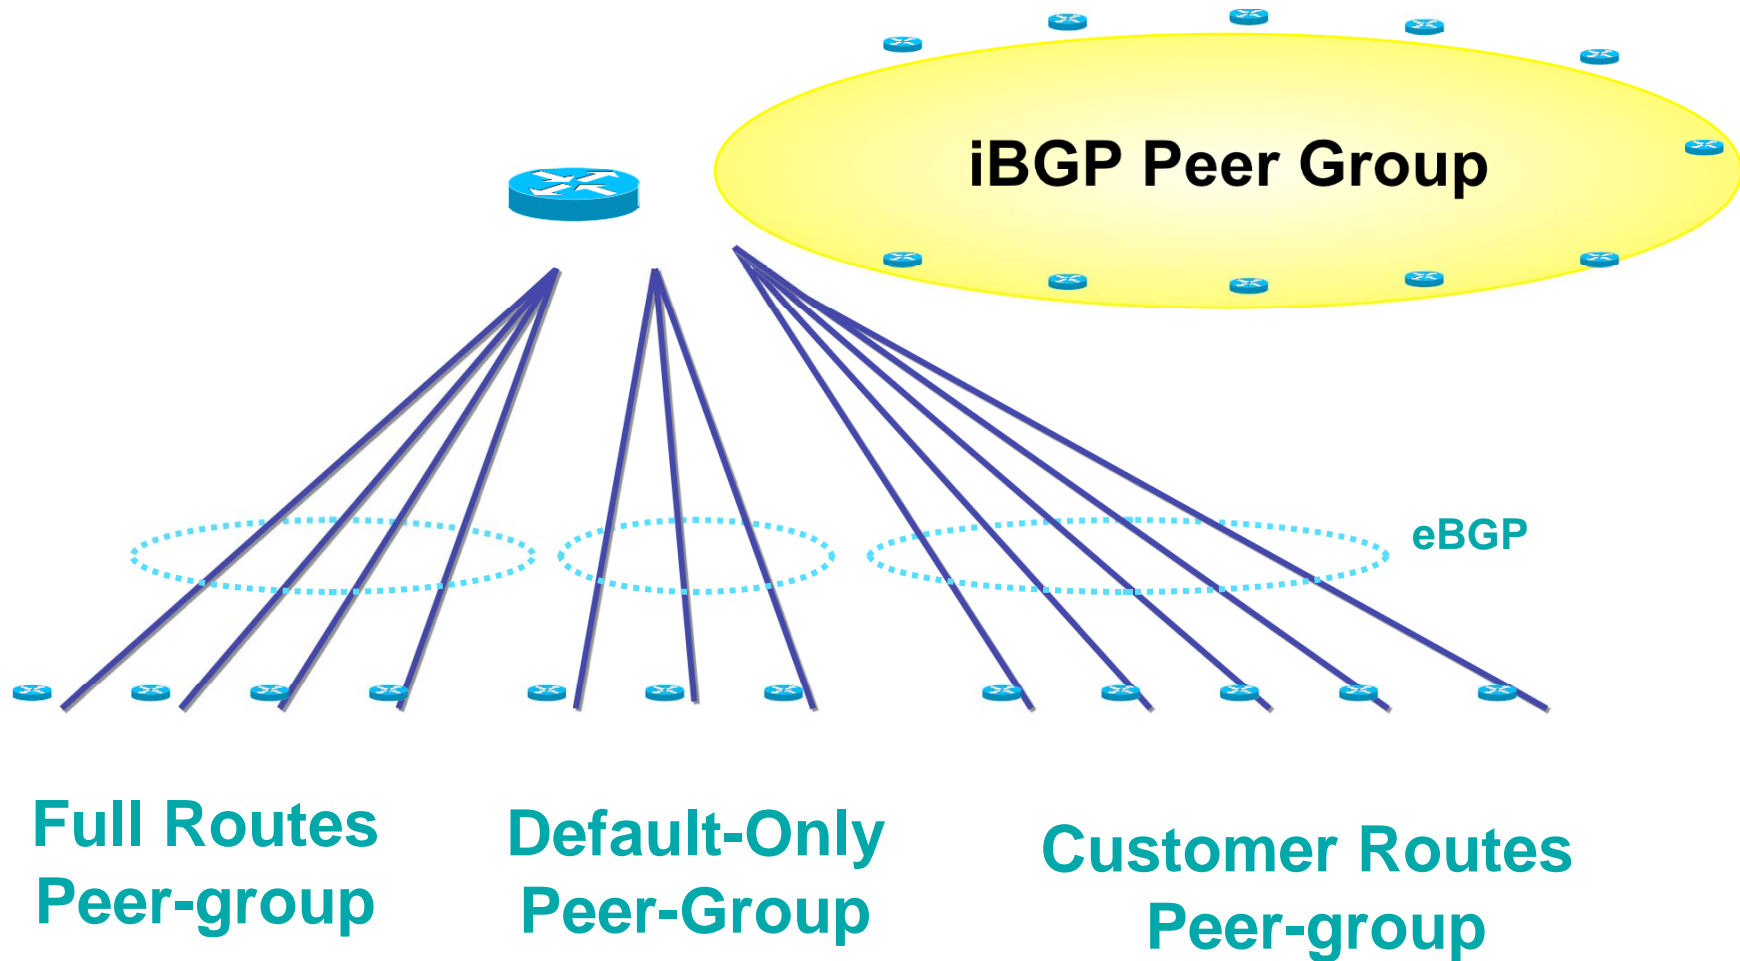 iBGP Peer Group
eBGP
Full Routes
Peer-group
Default-Only
Peer-Group
Customer Routes
Peer-group